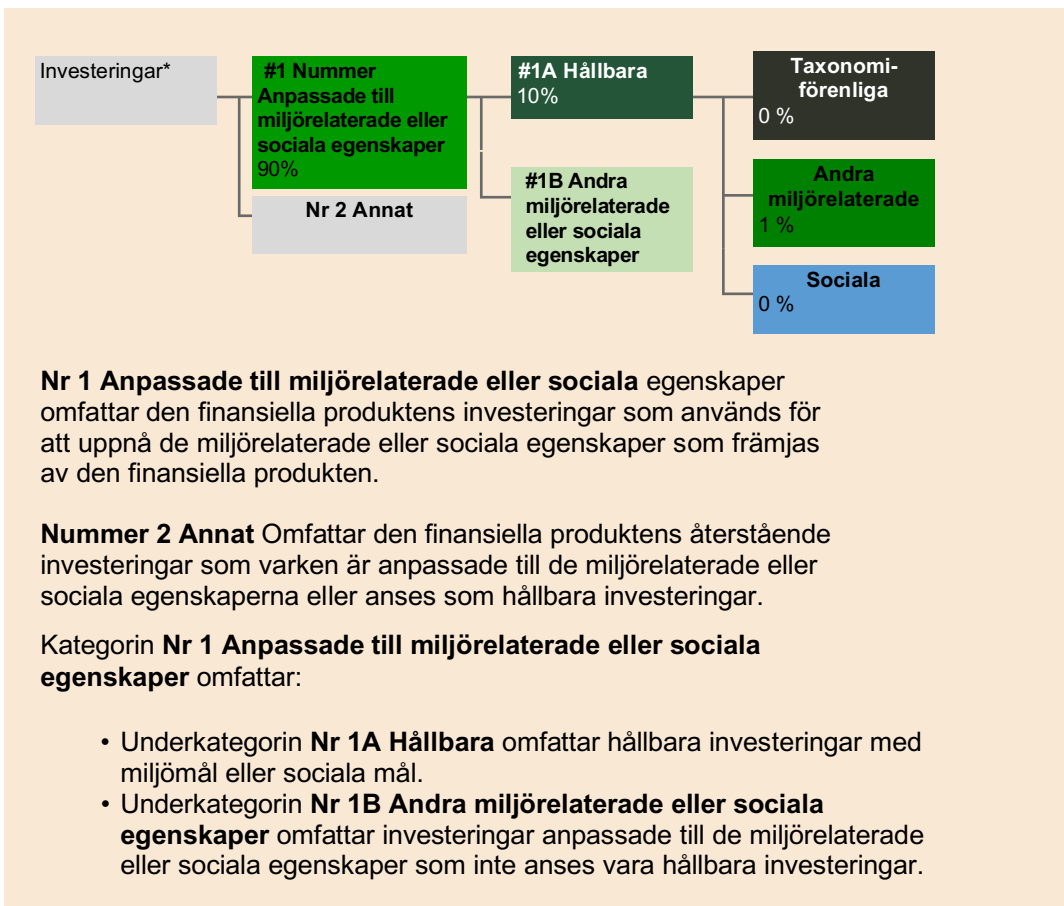 Investeringar*
#1 Nummer
Anpassade till
miljörelaterade eller
sociala egenskaper
90%
Nr 2 Annat
#1A Hållbara
10%
#1B Andra
miljörelaterade
eller sociala
egenskaper
Taxonomi-
förenliga
0 %
Andra
miljörelaterade
1 %
Sociala
0 %
Nr 1 Anpassade till miljörelaterade eller sociala egenskaper
omfattar den finansiella produktens investeringar som används för
att uppnå de miljörelaterade eller sociala egenskaper som främjas
av den finansiella produkten.
Nummer 2 Annat Omfattar den finansiella produktens återstående
investeringar som varken är anpassade till de miljörelaterade eller
sociala egenskaperna eller anses som hållbara investeringar.
Kategorin Nr 1 Anpassade till miljörelaterade eller sociala
egenskaper omfattar:
• Underkategorin Nr 1A Hållbara omfattar hållbara investeringar med
miljömål eller sociala mål.
• Underkategorin Nr 1B Andra miljörelaterade eller sociala
egenskaper omfattar investeringar anpassade till de miljörelaterade
eller sociala egenskaper som inte anses vara hållbara investeringar.